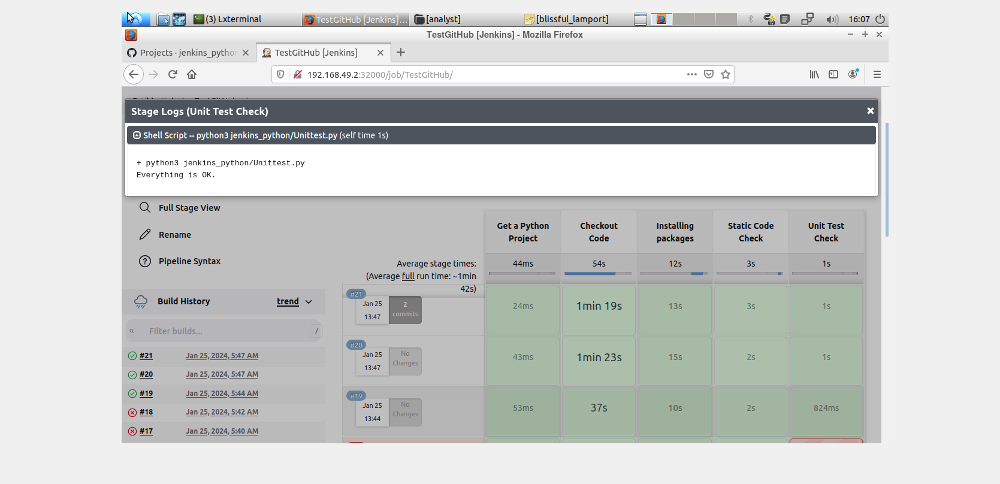 (3) Lxterminal
TestGitHub [Jenkins]...
[analyst]
[blissful_lamport]
16:07
TestGitHub [Jenkins] - Mozilla Firefox
Projects · jenkins_python
TestGitHub [Jenkins]
192.168.49.2:32000/job/TestGitHub/
Stage Logs (Unit Test Check)
Shell Script -- python3 jenkins_python/Unittest.py (self time 1s)
+ python3 jenkins_python/Unittest.py
Everything is OK.
Full Stage View
Rename
Pipeline Syntax
Build History
trend
Filter builds...
/
#21 Jan 25, 2024, 5:47 AM
#20 Jan 25, 2024, 5:47 AM
#19 Jan 25, 2024, 5:44 AM
#18 Jan 25, 2024, 5:42 AM
#17 Jan 25, 2024, 5:40 AM
Get a Python
Project
Checkout
Code
Installing
packages
Static Code
Check
Unit Test
Check
Average stage times:
(Average full run time: ~1min
42s)
44ms
54s
12s
3s
1s
#21
Jan 25
13:47
2
commits
24ms
1min 19s
13s
3s
1s
#20
Jan 25
13:47
No
Changes
43ms
1min 23s
15s
2s
1s
#19
Jan 25
13:44
No
Changes
53ms
37s
10s
2s
824ms